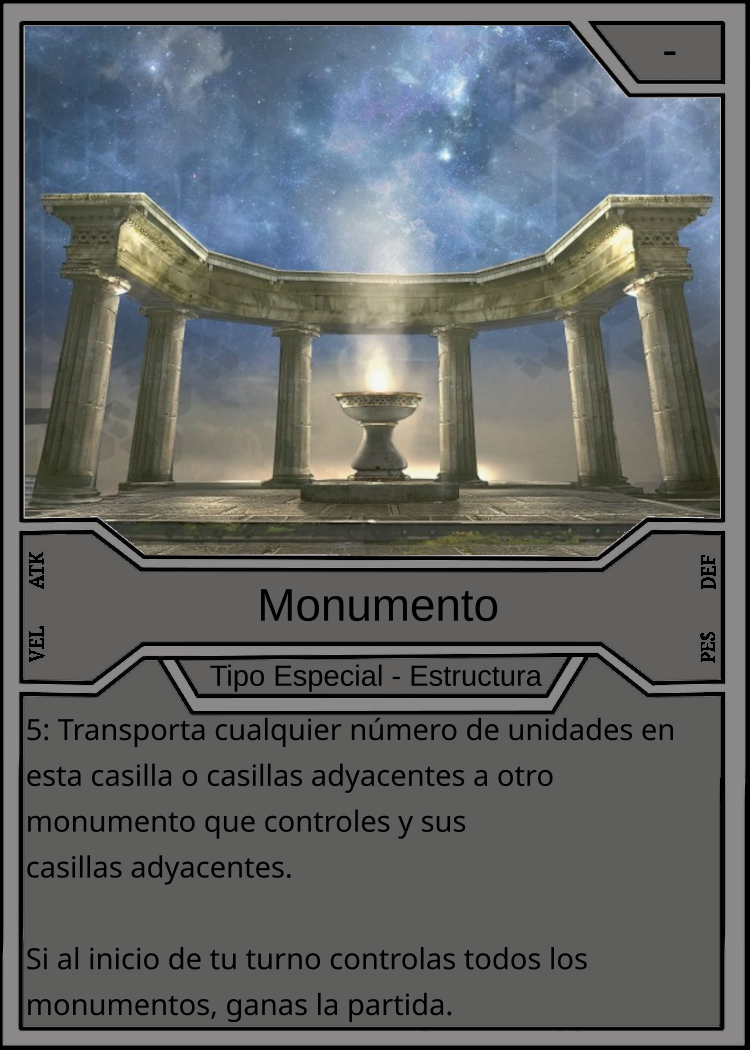 -
ATK
DEF
Monumento
VEL
PES
Tipo Especial - Estructura
5: Transporta cualquier número de unidades en
esta casilla o casillas adyacentes a otro
monumento que controles y sus
casillas adyacentes.
Si al inicio de tu turno controlas todos los
monumentos, ganas la partida.